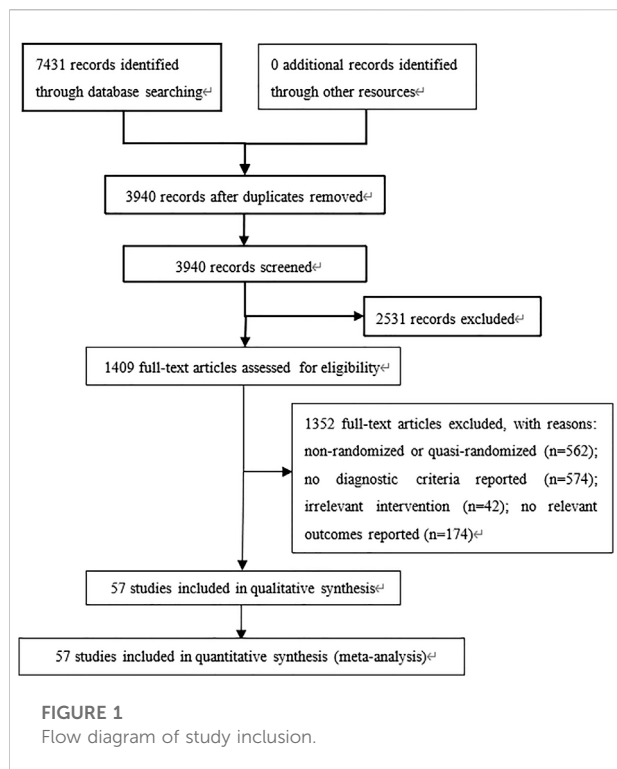 7431 records identified
through database searching↵
0 additional records identified
through other resources↵
3940 records after duplicates removed↵
3940 records screened↵
2531 records excluded↵
1409 full-text articles assessed for eligibility↵
1352 full-text articles excluded, with reasons:
non-randomized or quasi-randomized (n=562);
no diagnostic criteria reported (n=574);
irrelevant intervention (n=42); no relevant
outcomes reported (n=174)↵
57 studies included in qualitative synthesis↵
57 studies included in quantitative synthesis (meta-analysis)↵
FIGURE 1
Flow diagram of study inclusion.